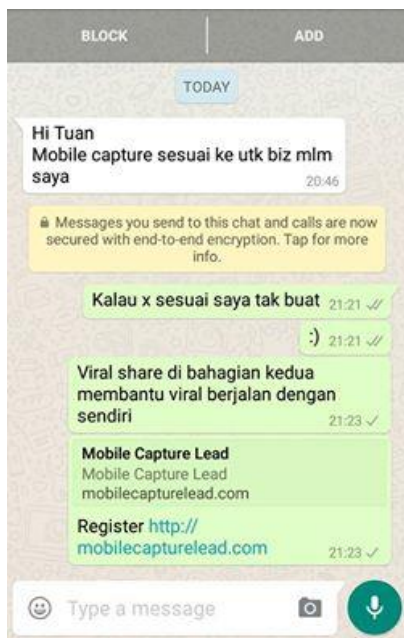 BLOCK
ADD
TODAY
Hi Tuan
Mobile capture sesuai ke utk biz mlm
saya
20:46
Messages you send to this chat and calls are now
secured with end-to-end encryption. Tap for more
info.
Kalau x sesuai saya tak buat 21:21
:) 21:21
Viral share di bahagian kedua
membantu viral berjalan dengan
sendiri
21:23
Mobile Capture Lead
Mobile Capture Lead
mobilecapturelead.com
Register http://
mobilecapturelead.com 21:23
Type a message